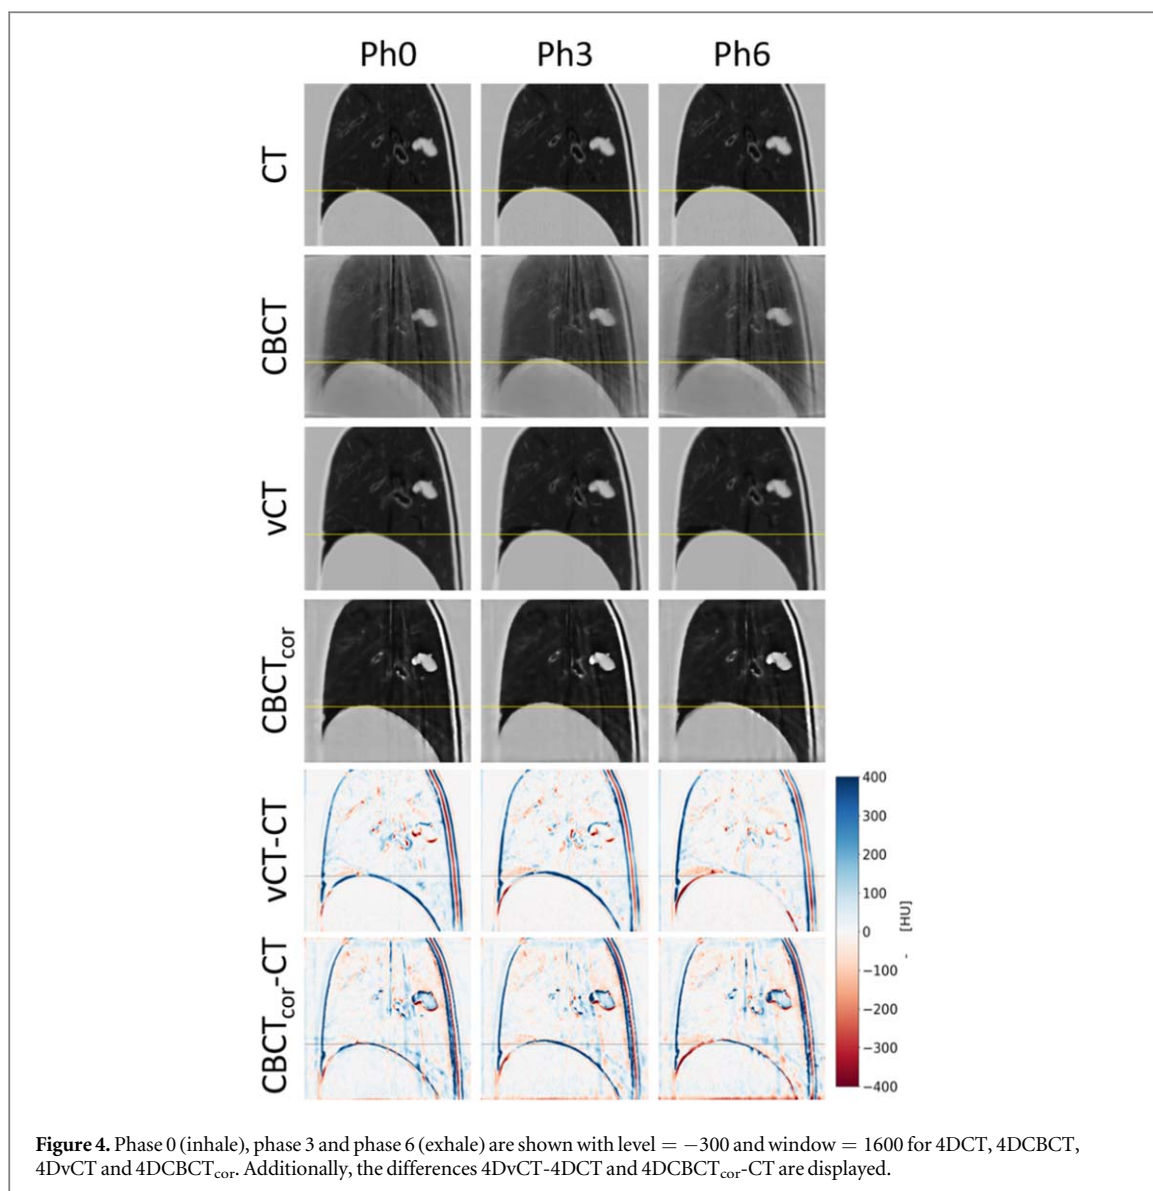 Ph0 Ph3 Ph6
CT
CBCT
vCT
CBCTcor
vCT-CT
400
300
200
100
0
−100
−200
−300
−400
[HU]
CBCTcor-CT
Figure 4. Phase 0 (inhale), phase 3 and phase 6 (exhale) are shown with level = −300 and window = 1600 for 4DCT, 4DCBCT,
4DvCT and 4DCBCTcor. Additionally, the differences 4DvCT-4DCT and 4DCBCTcor-CT are displayed.